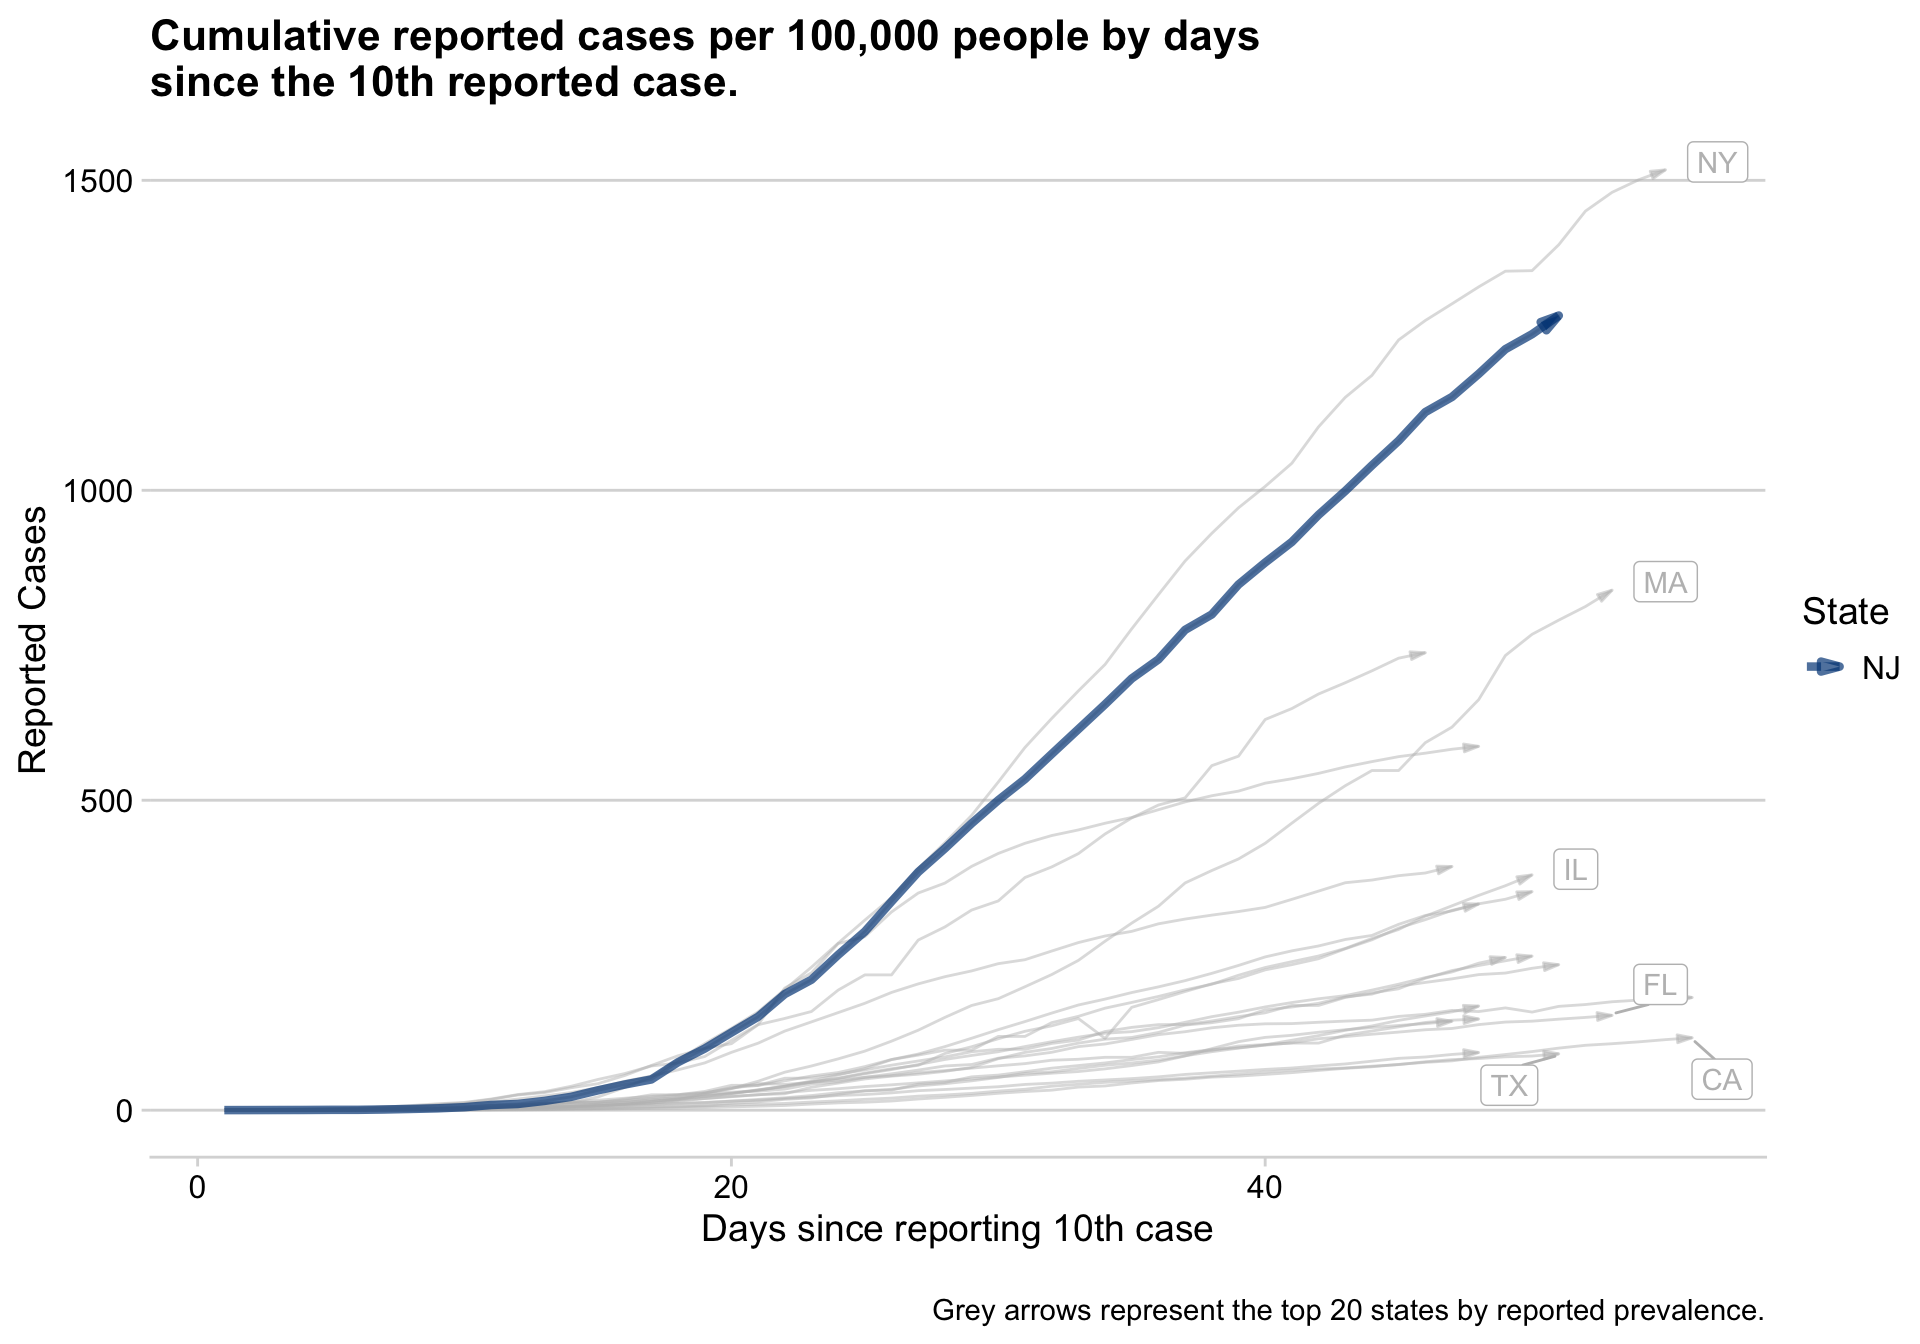 Cumulative reported cases per 100,000 people by days
since the 10th reported case.
1500
1000
500
0
Reported Cases
NY
MA
IL
FL
TX
CA
State
NJ
0
20
40
Days since reporting 10th case
Grey arrows represent the top 20 states by reported prevalence.